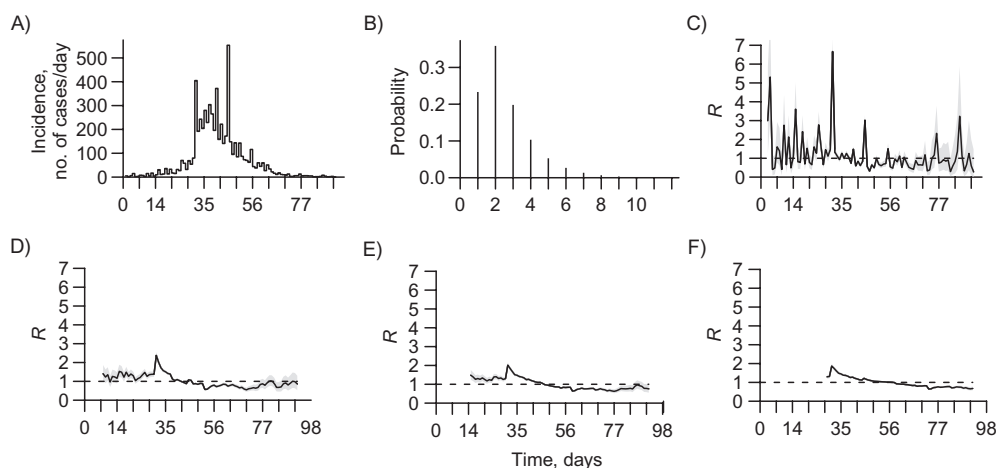 A)
Incidence,
no. of cases/day
500
400
300
200
100
0
0 14 35 56 77
B)
Probability
0.3
0.2
0.1
0.0
0 2 4 6 8 10
C)
R
7
6
5
4
3
2
1
0
0 14 35 56 77
D)
R
7
6
5
4
3
2
1
0
0 14 35 56 77 98
E)
R
7
6
5
4
3
2
1
0
0 14 35 56 77 98
F)
R
7
6
5
4
3
2
1
0
0 14 35 56 77 98
Time, days